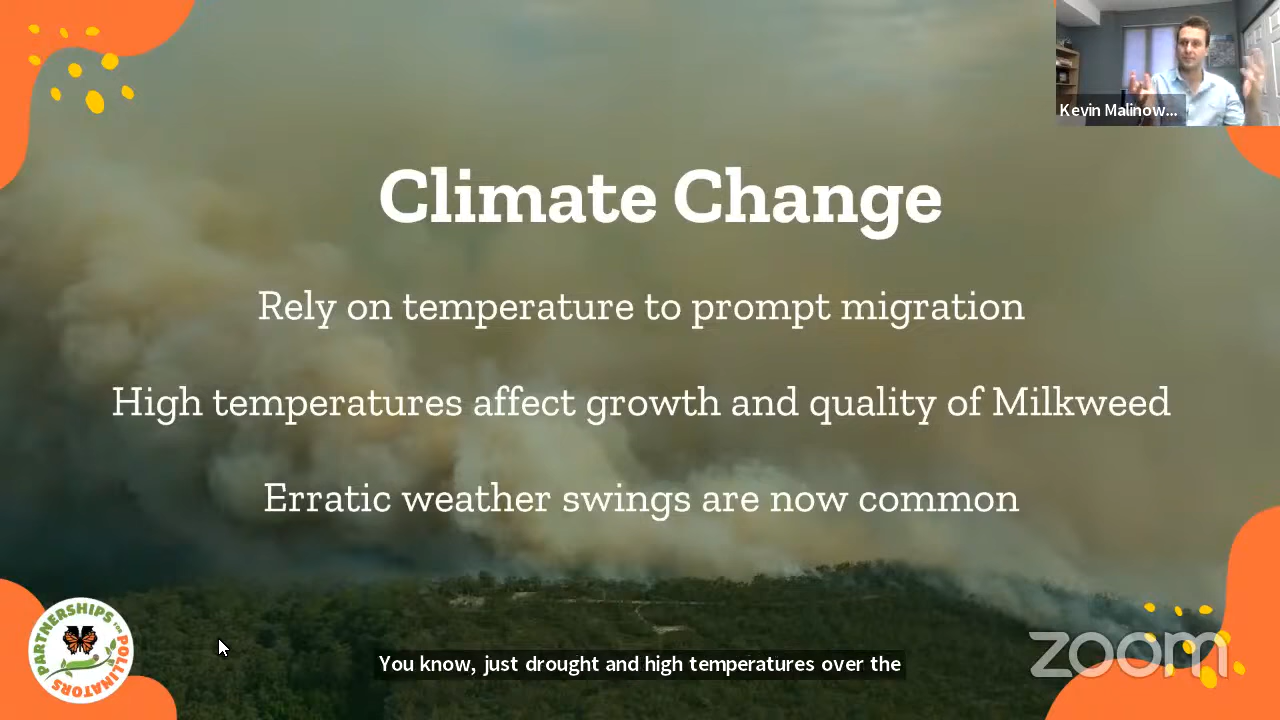 Kevin Malinow...
Climate Change
Rely on temperature to prompt migration
High temperatures affect growth and quality of Milkweed
Erratic weather swings are now common
PARTNERSHIPS FOR POLLINATORS
You know, just drought and high temperatures over the
zoom